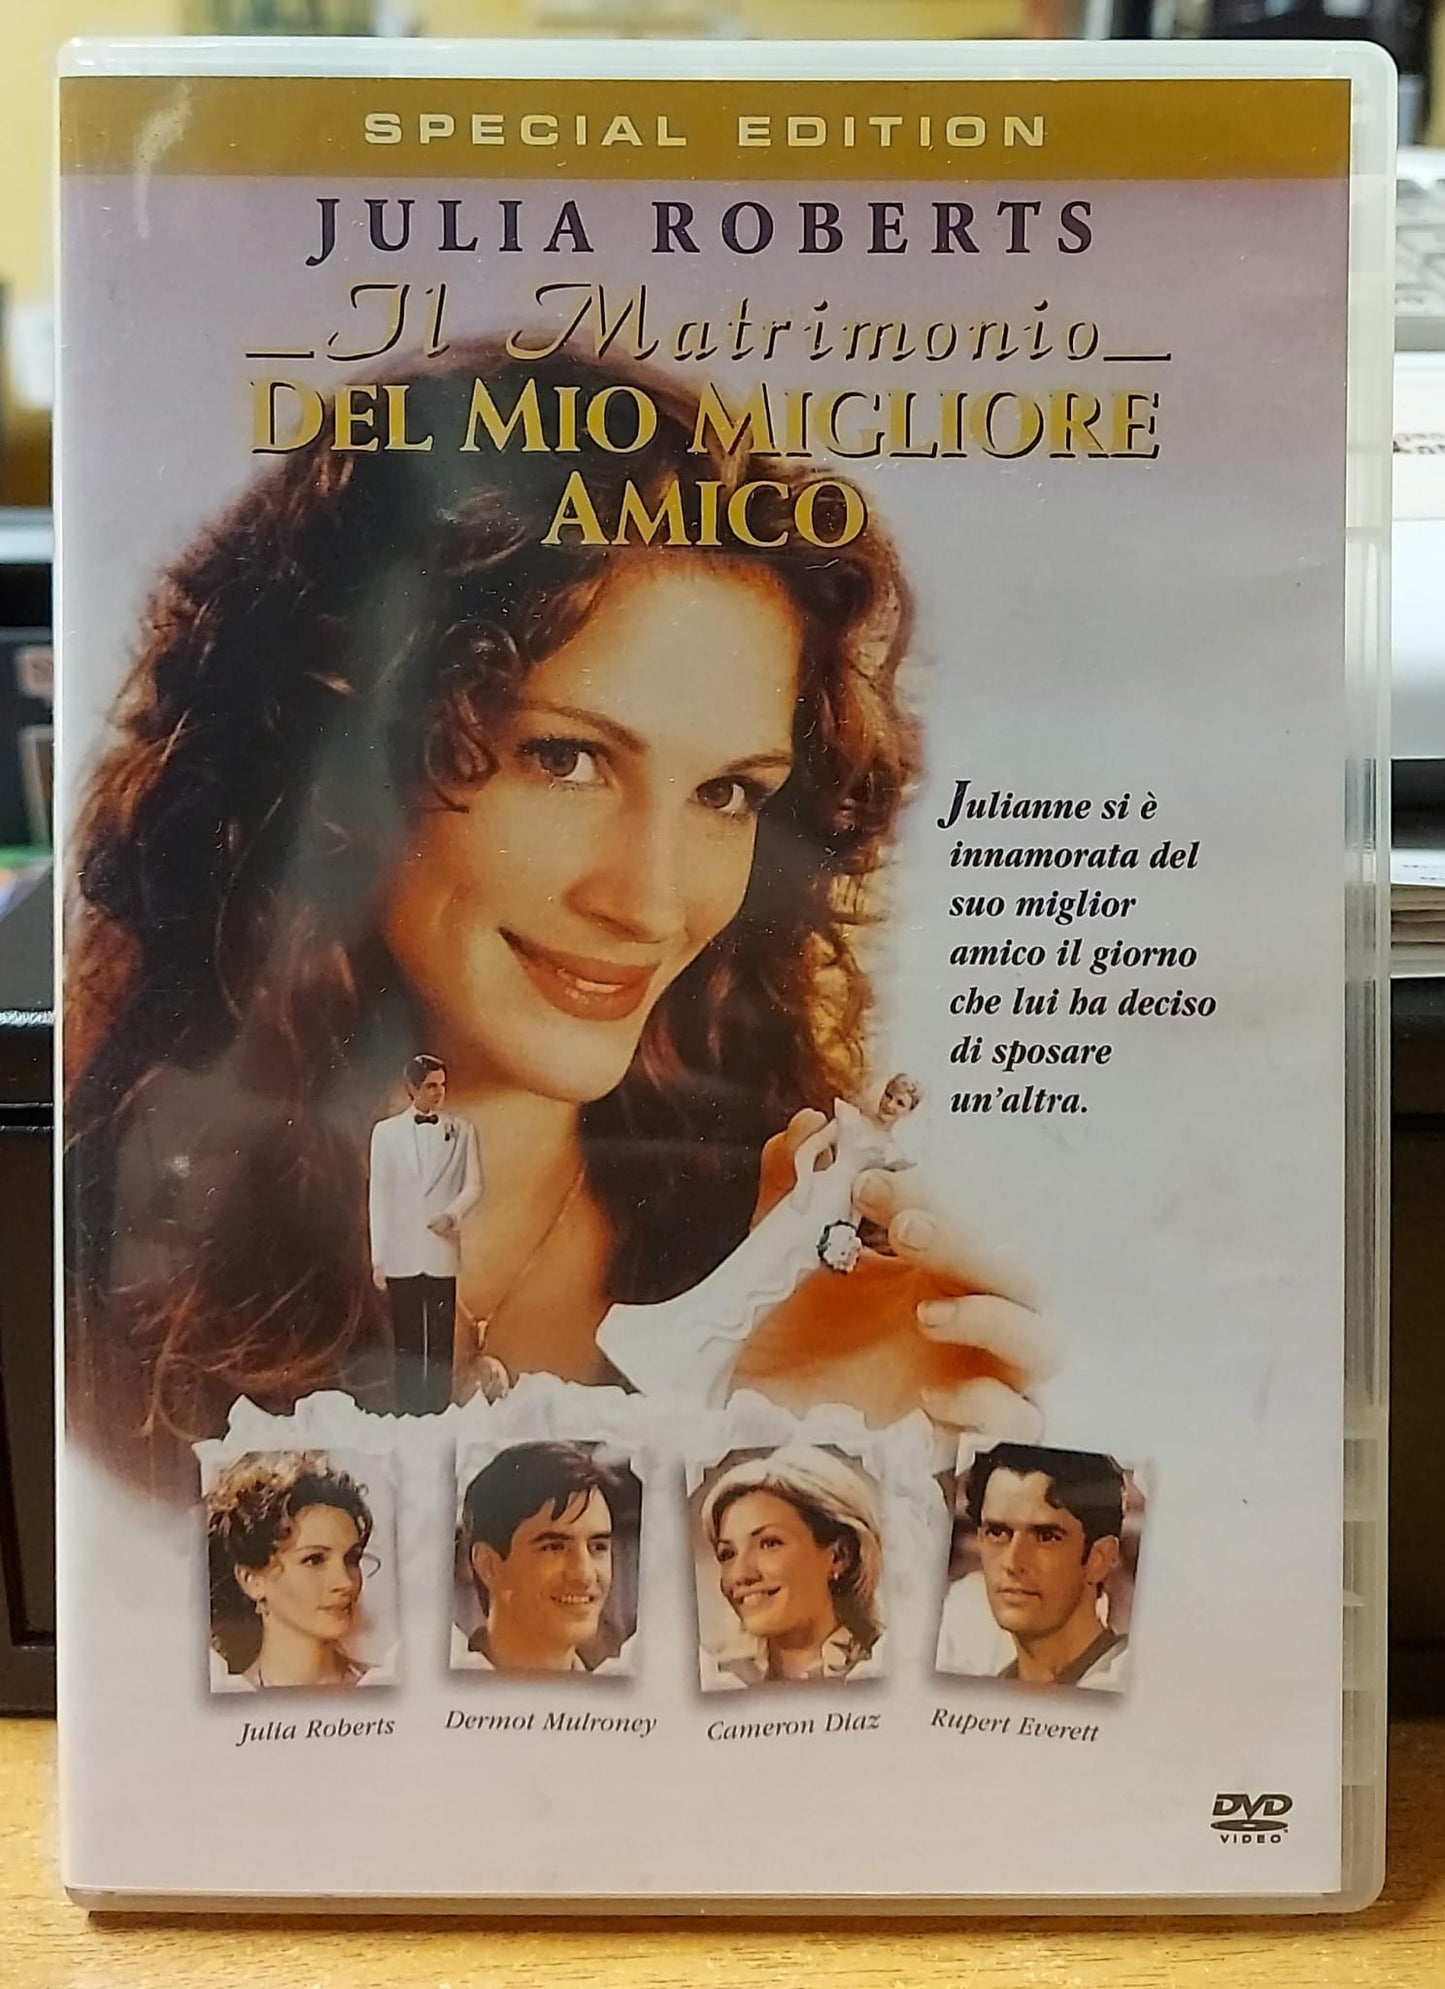 SPECIAL EDITION
JULIA ROBERTS
Il Matrimonio
DEL MIO MIGLIORE
AMICO
Julianne si è
innamorata del
suo miglior
amico il giorno
che lui ha deciso
di sposare
un'altra.
Julia Roberts
Dermot Mulroney
Cameron Diaz
Rupert Everett
DVD
VIDEO